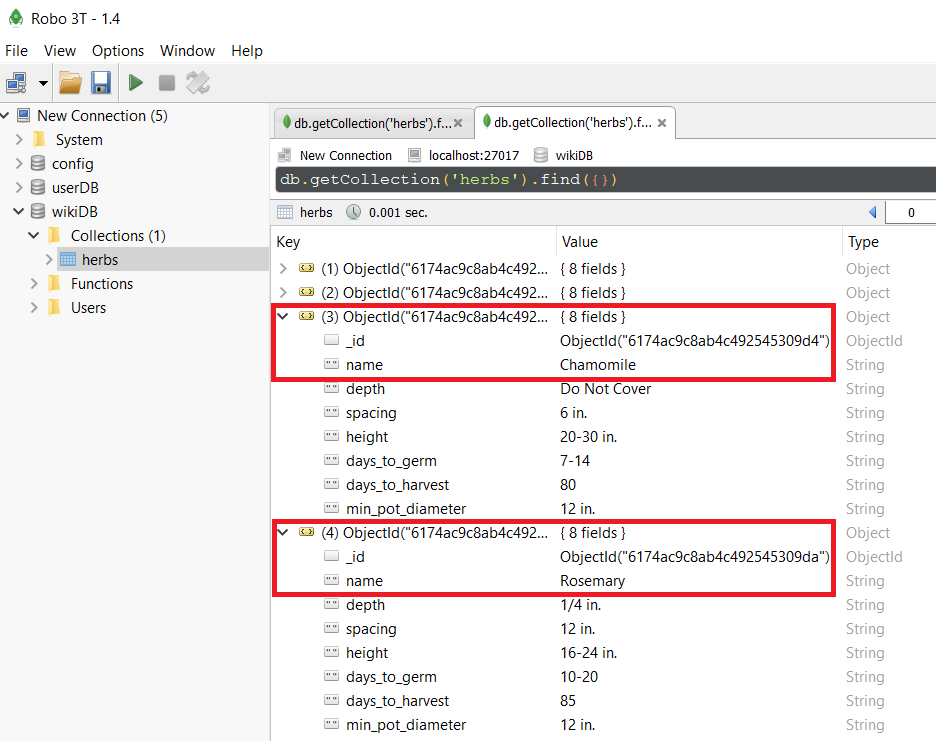 Robo 3T - 1.4
File View Options Window Help
New Connection (5)
System
config
userDB
wikiDB
Collections (1)
herbs
Functions
Users
db.getCollection('herbs').f... db.getCollection('herbs').f...
New Connection localhost:27017 wikiDB
db.getCollection('herbs').find({})
herbs 0.001 sec. 0
Key Value Type
(1) ObjectId("6174ac9c8ab4c492... { 8 fields } Object
(2) ObjectId("6174ac9c8ab4c492... { 8 fields } Object
(3) ObjectId("6174ac9c8ab4c492... { 8 fields } Object
_id ObjectId("6174ac9c8ab4c492545309d4") ObjectId
name Chamomile String
depth Do Not Cover String
spacing 6 in. String
height 20-30 in. String
days_to_germ 7-14 String
days_to_harvest 80 String
min_pot_diameter 12 in. String
(4) ObjectId("6174ac9c8ab4c492... { 8 fields } Object
_id ObjectId("6174ac9c8ab4c492545309da") ObjectId
name Rosemary String
depth 1/4 in. String
spacing 12 in. String
height 16-24 in. String
days_to_germ 10-20 String
days_to_harvest 85 String
min_pot_diameter 12 in. String